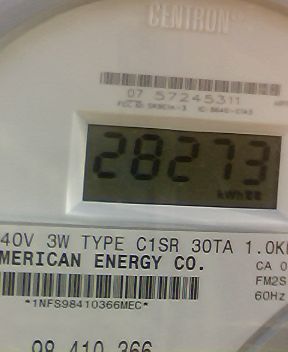 CENTRON
07 57245311
28273
kWh
40V 3W TYPE C1SR 30TA 1.0K
MERICAN ENERGY CO.
CA 0
FM2S
*1NFS98410366MEC*
60Hz
98 410 366